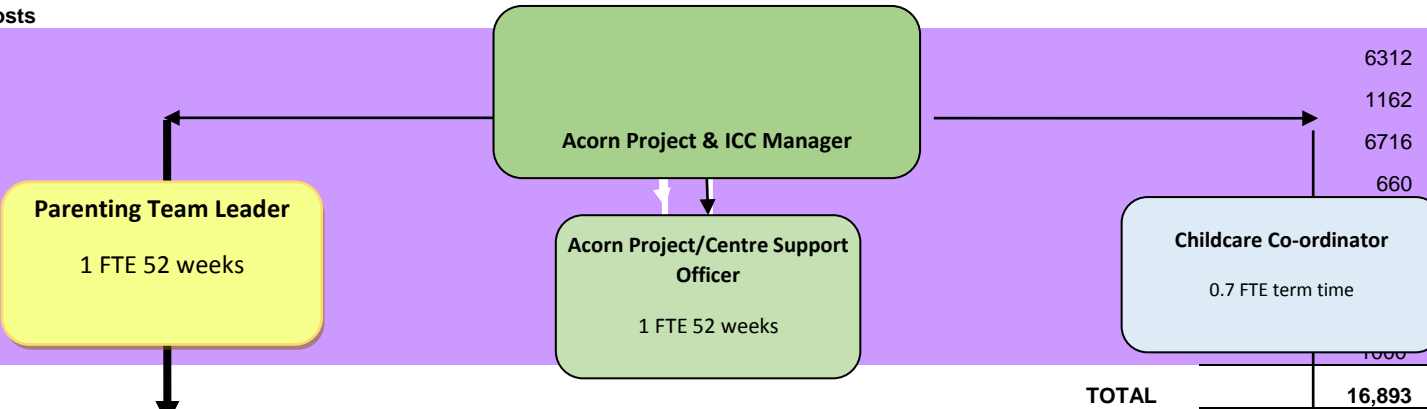 osts
6312
1162
Acorn Project & ICC Manager
6716
660
Parenting Team Leader
1 FTE 52 weeks
Acorn Project/Centre Support
Officer
1 FTE 52 weeks
Childcare Co-ordinator
0.7 FTE term time
TOTAL
16,893